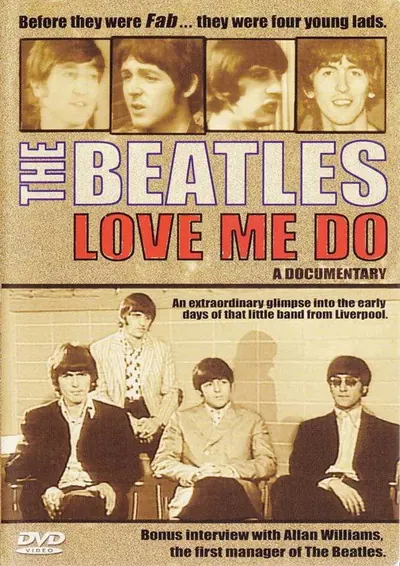 Before they were Fab... they were four young lads.
THE BEATLES
LOVE ME DO
A DOCUMENTARY
An extraordinary glimpse into the early
days of that little band from Liverpool.
DVD
VIDEO
Bonus interview with Allan Williams,
the first manager of The Beatles.